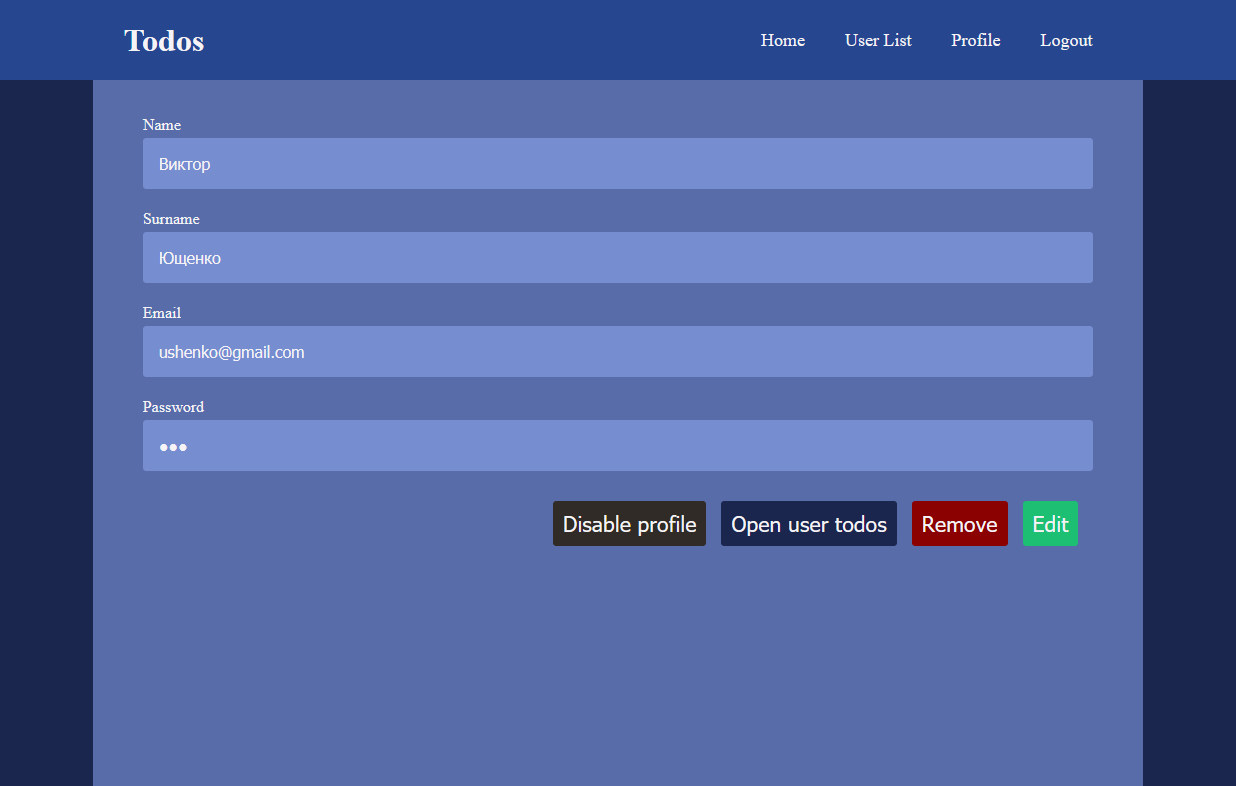 Todos Home User List Profile Logout
Name
Виктор
Surname
Ющенко
Email
ushenko@gmail.com
Password
•••
Disable profile Open user todos Remove Edit